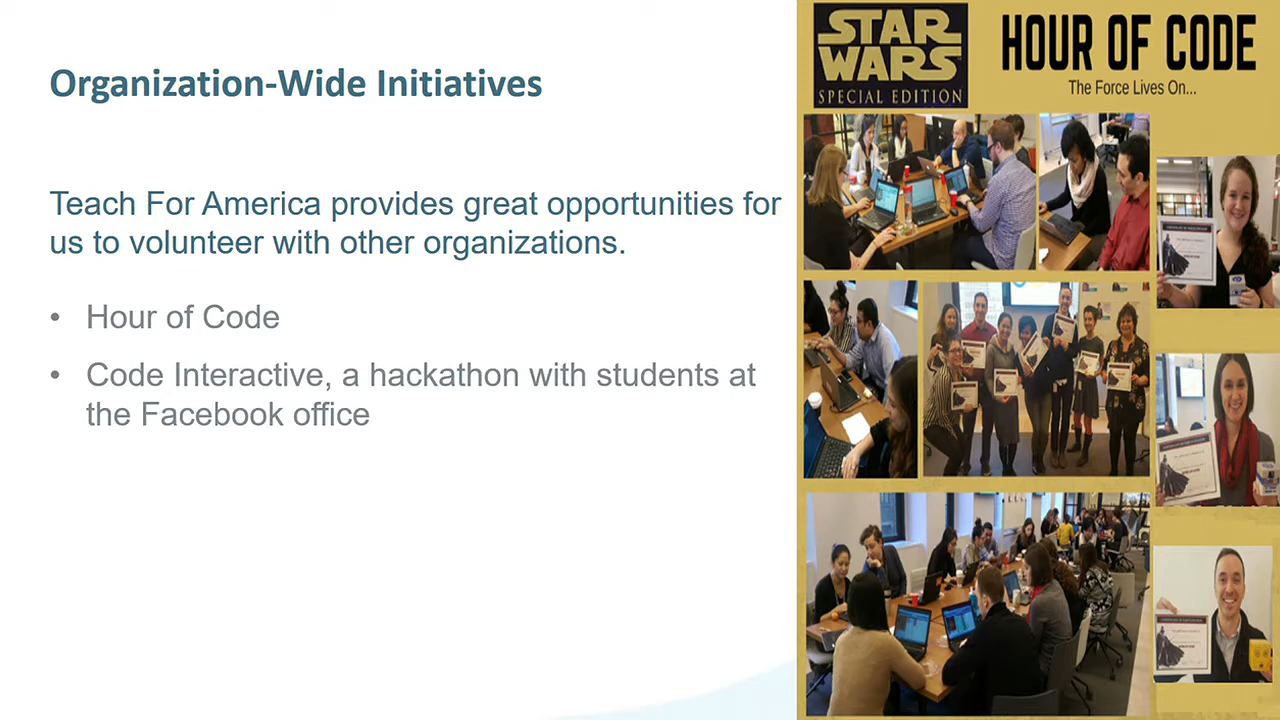 Organization-Wide Initiatives
Teach For America provides great opportunities for
us to volunteer with other organizations.
• Hour of Code
• Code Interactive, a hackathon with students at
the Facebook office
STAR
WARS
SPECIAL EDITION
HOUR OF CODE
The Force Lives On...